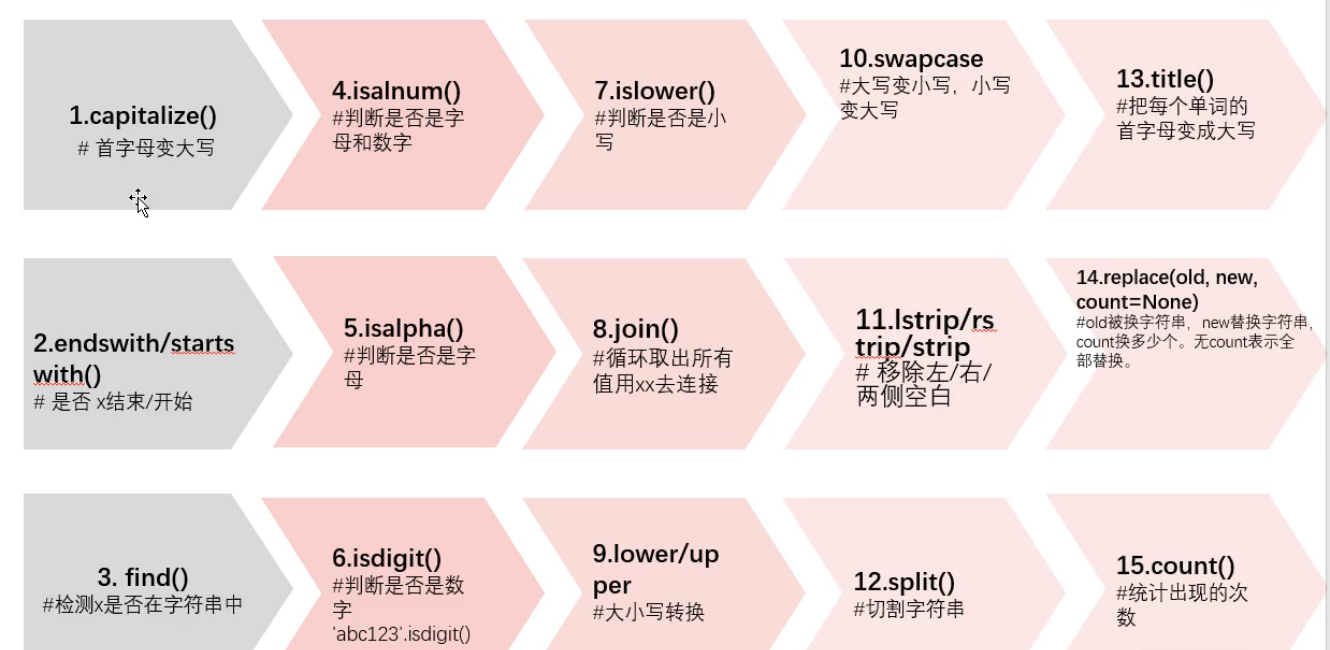 1.capitalize()
# 首字母变大写
4.isalnum()
#判断是否是字
母和数字
7.islower()
#判断是否是小
写
10.swapcase
#大写变小写，小写
变大写
13.title()
#把每个单词的
首字母变成大写
2.endswith/starts
with()
# 是否 x结束/开始
5.isalpha()
#判断是否是字
母
8.join()
#循环取出所有
值用xx去连接
11.lstrip/rs
trip/strip
# 移除左/右/
两侧空白
14.replace(old, new,
count=None)
#old被换字符串，new替换字符串，
count换多少个。无count表示全
部替换。
3. find()
#检测x是否在字符串中
6.isdigit()
#判断是否是数
字
'abc123'.isdigit()
9.lower/up
per
#大小写转换
12.split()
#切割字符串
15.count()
#统计出现的次
数